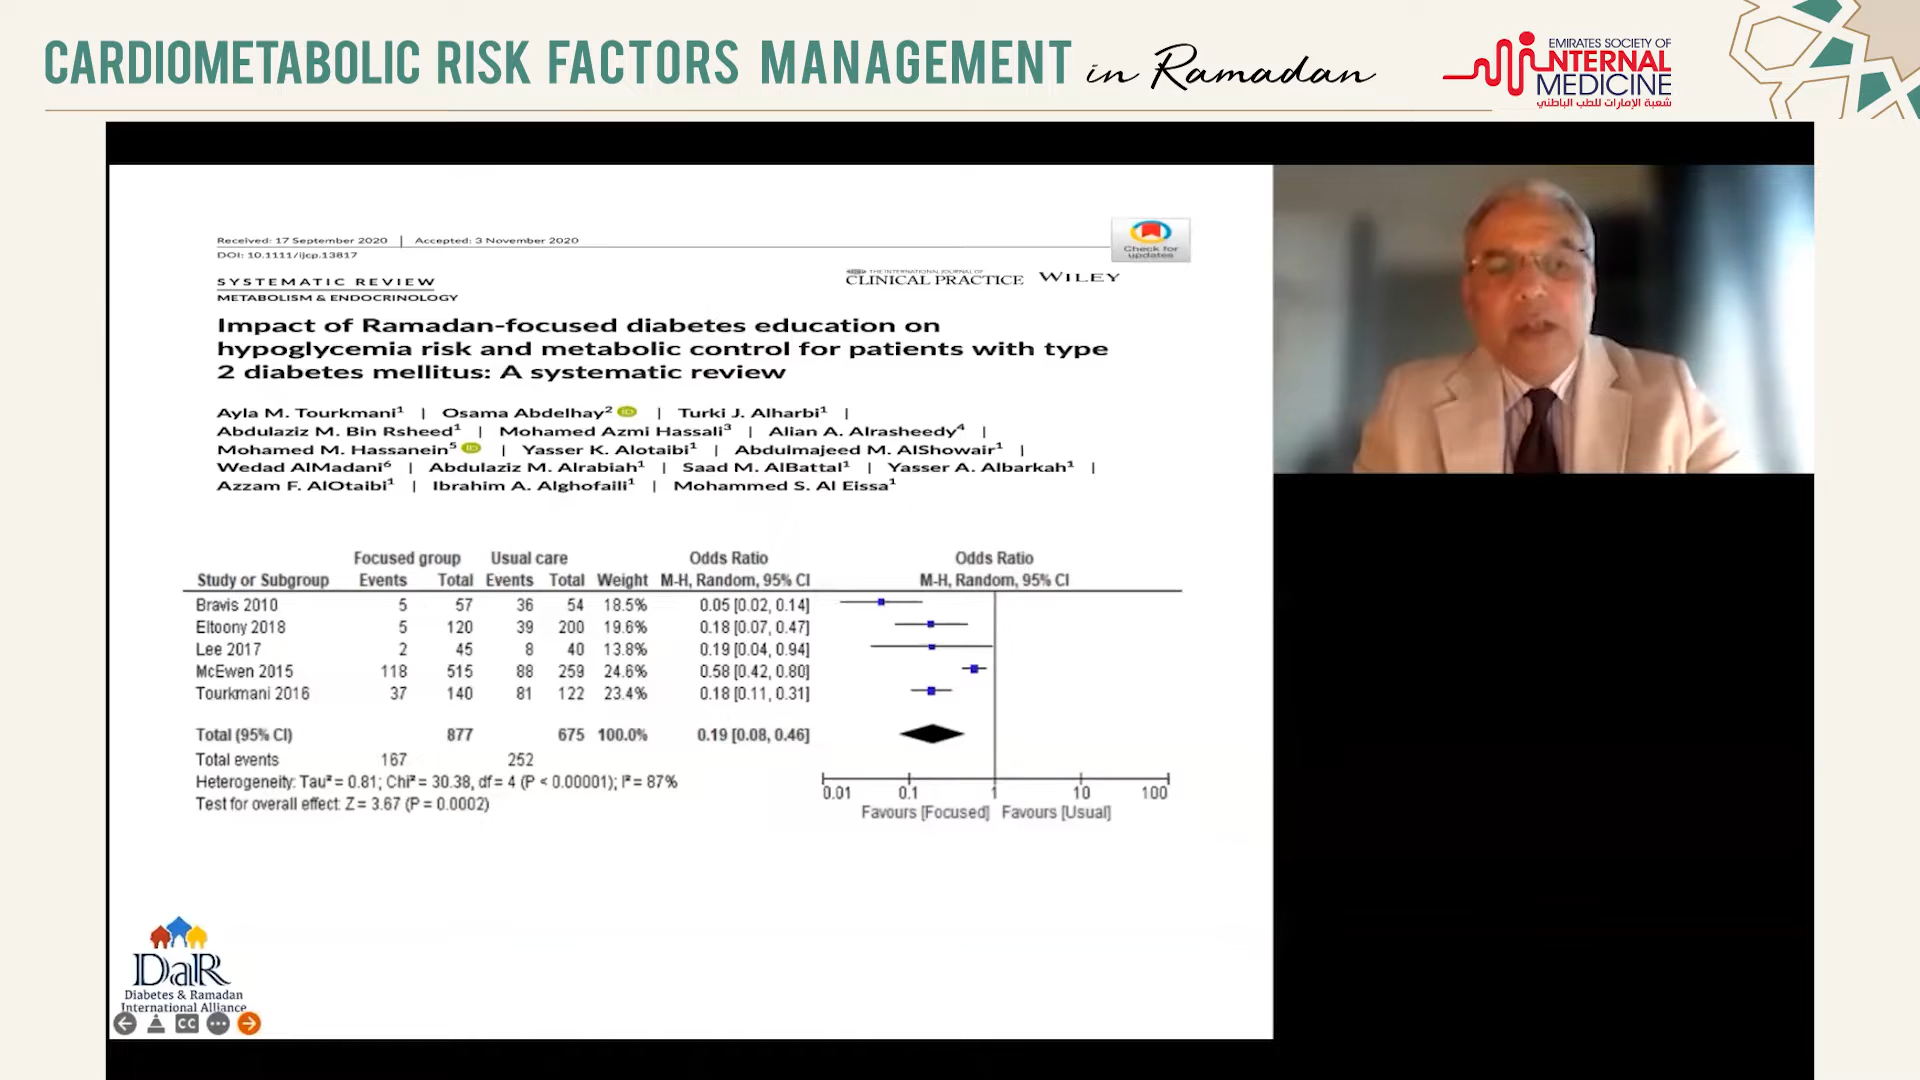 CARDIOMETABOLIC RISK FACTORS MANAGEMENT in Ramadan
EMIRATES SOCIETY OF
INTERNAL
MEDICINE
شعبة الإمارات للطب الباطني
Received: 17 September 2020 | Accepted: 3 November 2020
DOI: 10.1111/ijcp.13817
Check for
updates
SYSTEMATIC REVIEW
METABOLISM & ENDOCRINOLOGY
THE INTERNATIONAL JOURNAL OF
CLINICAL PRACTICE WILEY
Impact of Ramadan-focused diabetes education on
hypoglycemia risk and metabolic control for patients with type
2 diabetes mellitus: A systematic review
Ayla M. Tourkmani¹ | Osama Abdelhay² iD | Turki J. Alharbi¹ |
Abdulaziz M. Bin Rsheed¹ | Mohamed Azmi Hassali³ | Alian A. Alrasheedy⁴ |
Mohamed M. Hassanein⁵ iD | Yasser K. Alotaibi¹ | Abdulmajeed M. AlShowair¹ |
Wedad AlMadani⁶ | Abdulaziz M. Alrabiah¹ | Saad M. AlBattal¹ | Yasser A. Albarkah¹ |
Azzam F. AlOtaibi¹ | Ibrahim A. Alghofaili¹ | Mohammed S. Al Eissa¹
Focused group Usual care Odds Ratio Odds Ratio
Study or Subgroup Events Total Events Total Weight M-H, Random, 95% CI M-H, Random, 95% CI
Bravis 2010 5 57 36 54 18.5% 0.05 [0.02, 0.14]
Eltoony 2018 5 120 39 200 19.6% 0.18 [0.07, 0.47]
Lee 2017 2 45 8 40 13.8% 0.19 [0.04, 0.94]
McEwen 2015 118 515 88 259 24.6% 0.58 [0.42, 0.80]
Tourkmani 2016 37 140 81 122 23.4% 0.18 [0.11, 0.31]
Total (95% CI) 877 675 100.0% 0.19 [0.08, 0.46]
Total events 167 252
Heterogeneity: Tau² = 0.81; Chi² = 30.38, df = 4 (P < 0.00001); I² = 87%
Test for overall effect: Z = 3.67 (P = 0.0002)
0.01 0.1 1 10 100
Favours [Focused] Favours [Usual]
DaR
Diabetes & Ramadan
International Alliance
CC